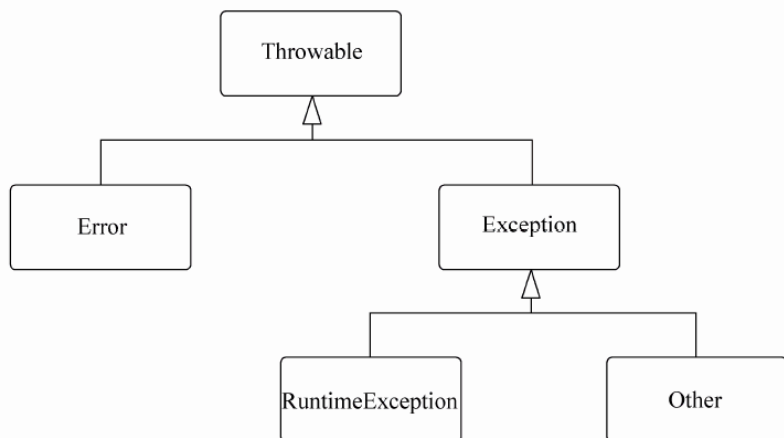 Throwable
Error
Exception
RuntimeException
Other